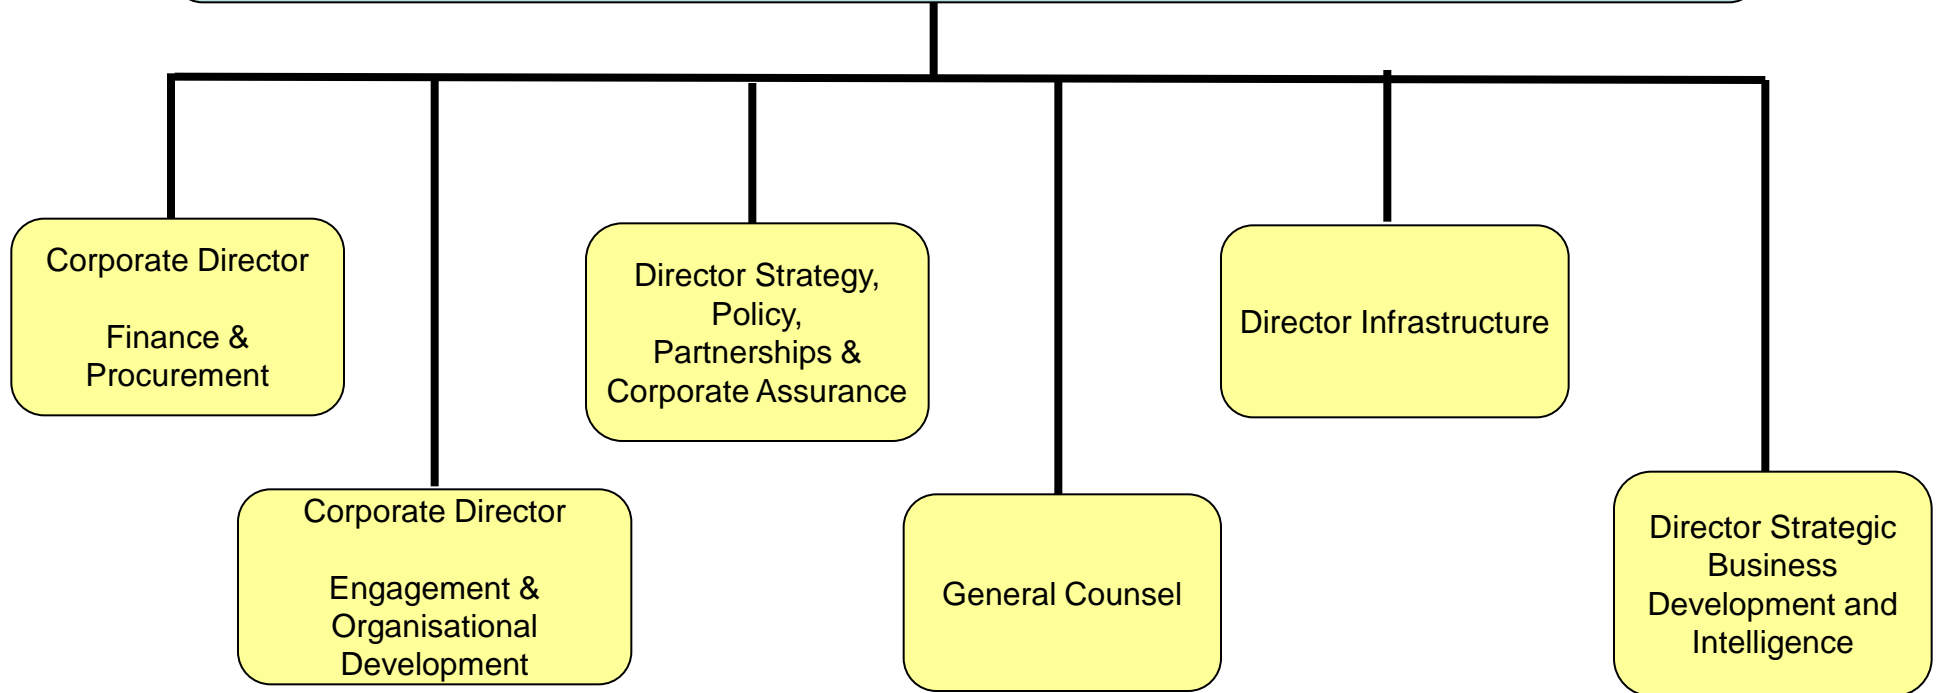 Corporate Director
Finance &
Procurement
Director Strategy,
Policy,
Partnerships &
Corporate Assurance
Director Infrastructure
Corporate Director
Engagement &
Organisational
Development
General Counsel
Director Strategic
Business
Development and
Intelligence